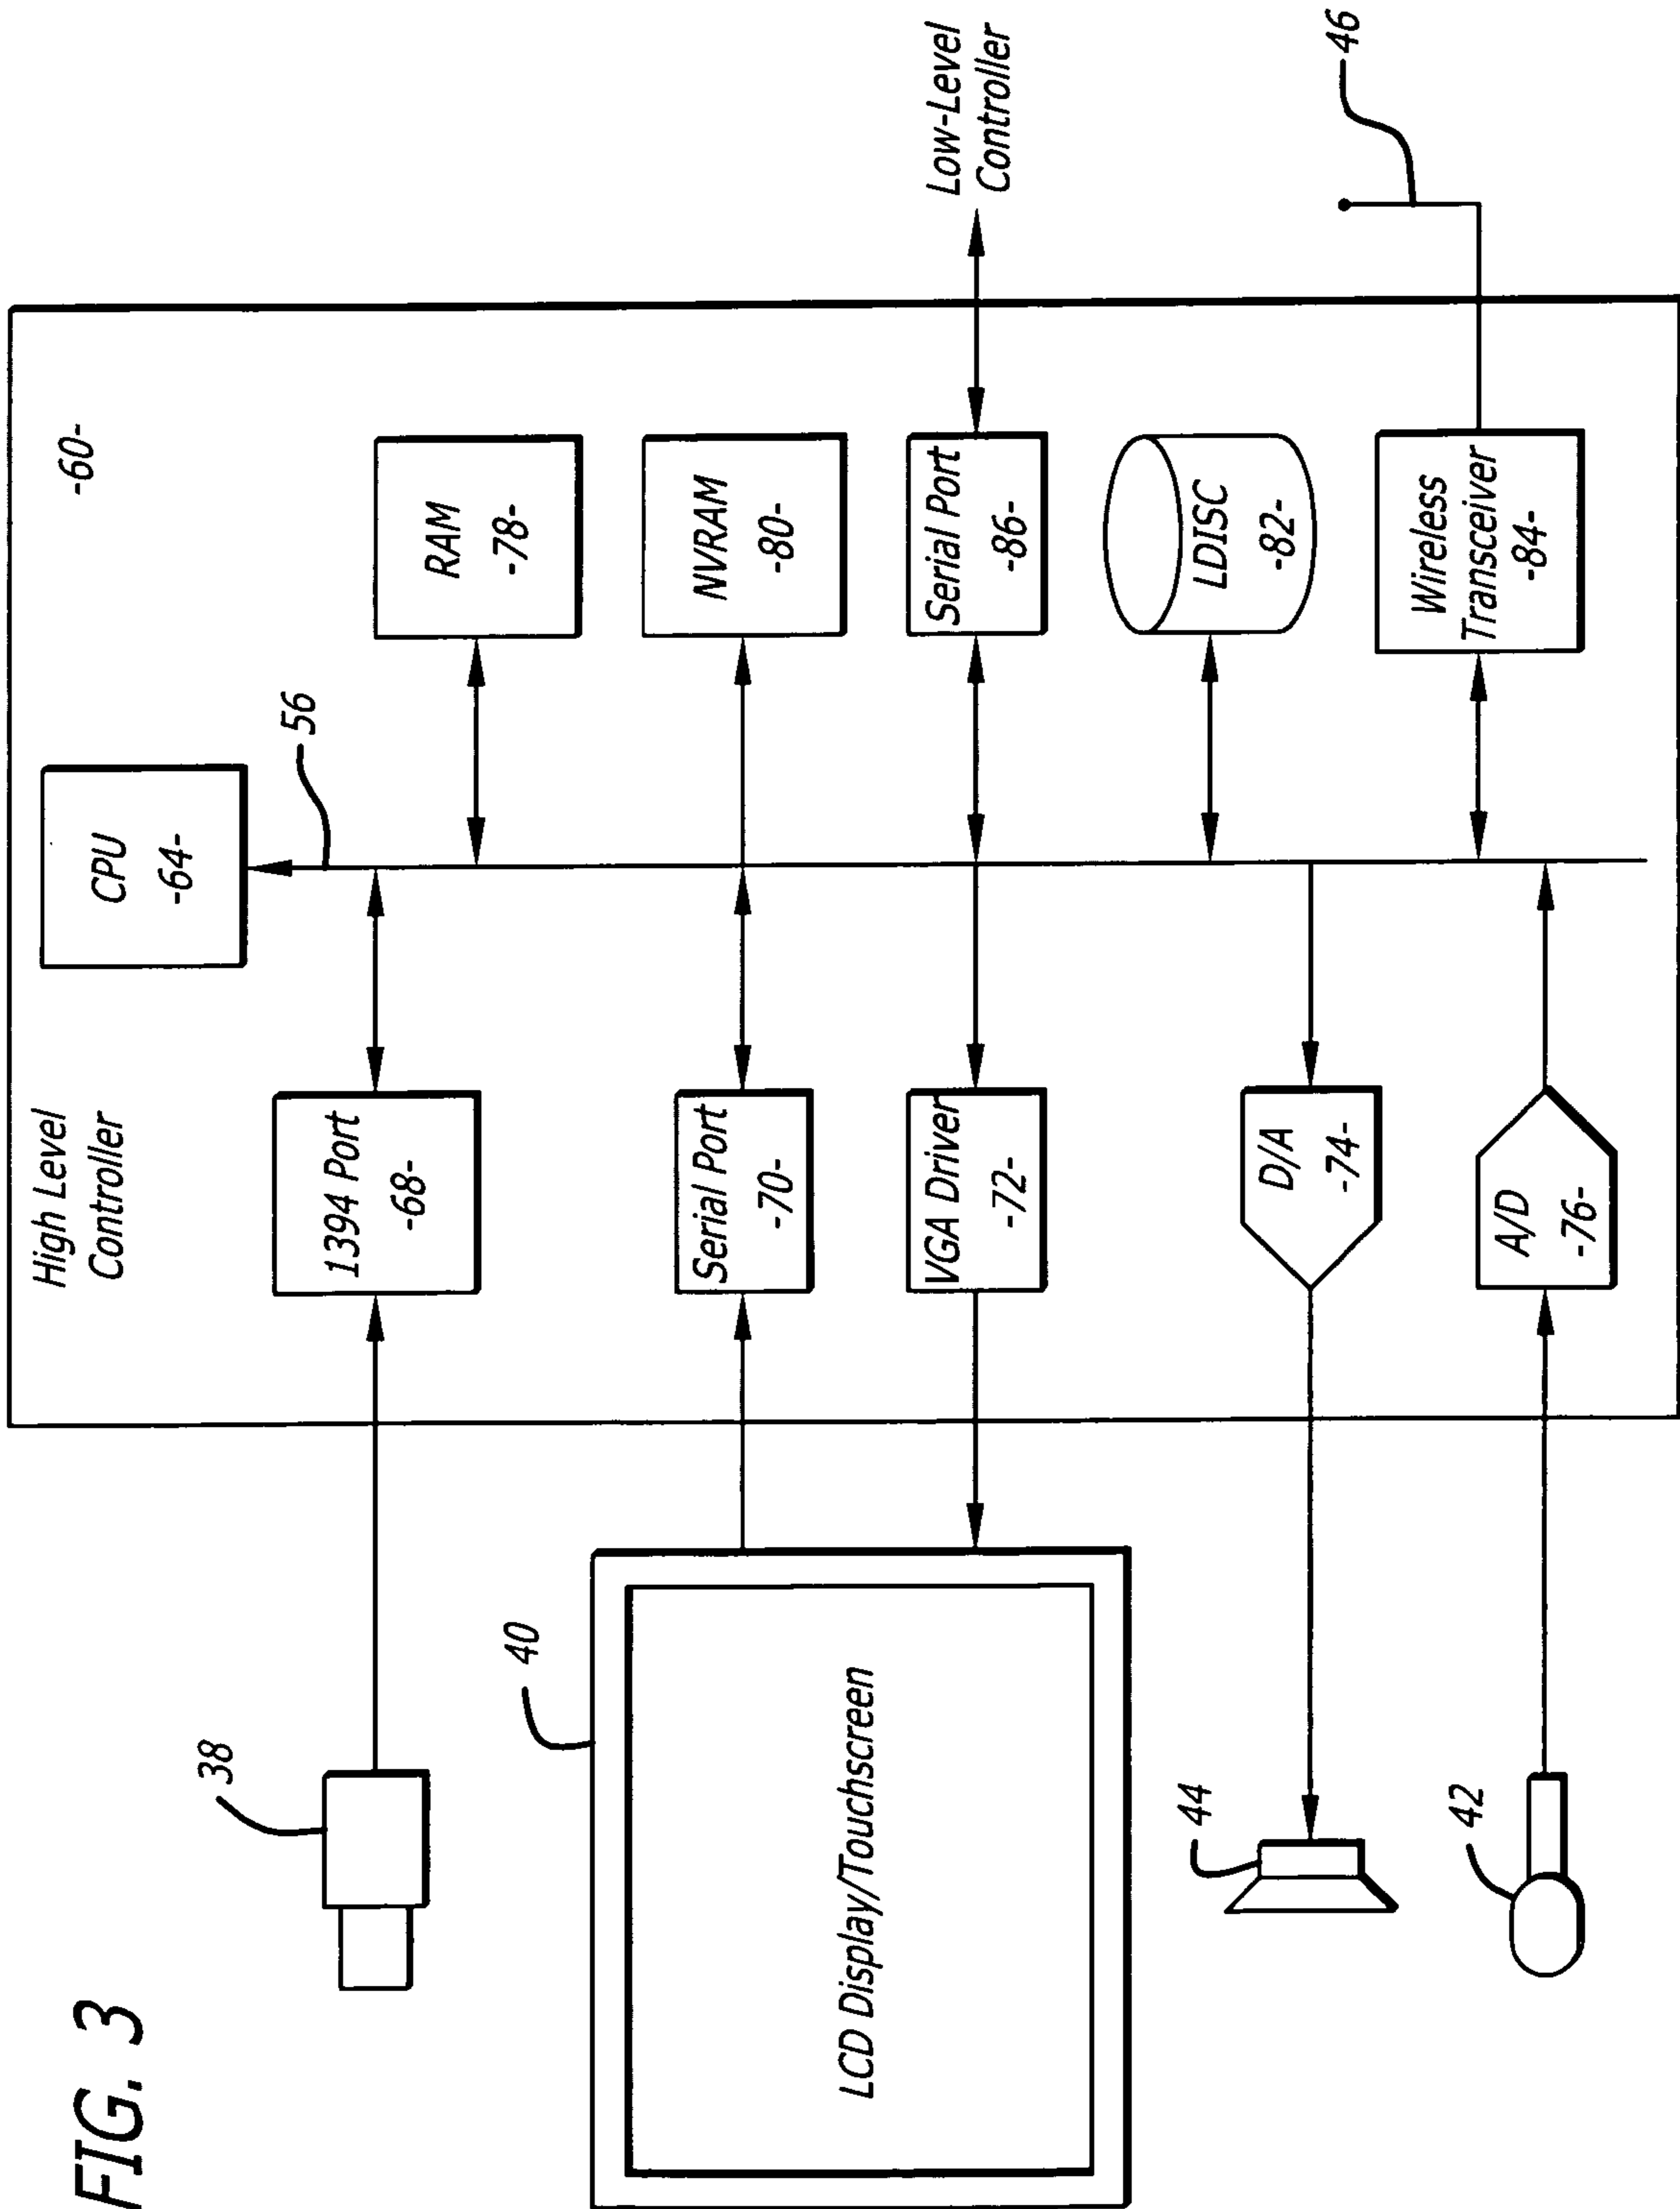 FIG. 3
High Level
Controller
-60-
CPU
-64-
56
38
1394 Port
-68-
RAM
-78-
40
LCD Display/Touchscreen
Serial Port
-70-
NVRAM
-80-
VGA Driver
-72-
Serial Port
-86-
Low-Level
Controller
44
D/A
-74-
LDISC
-82-
42
A/D
-76-
Wireless
Transceiver
-84-
46